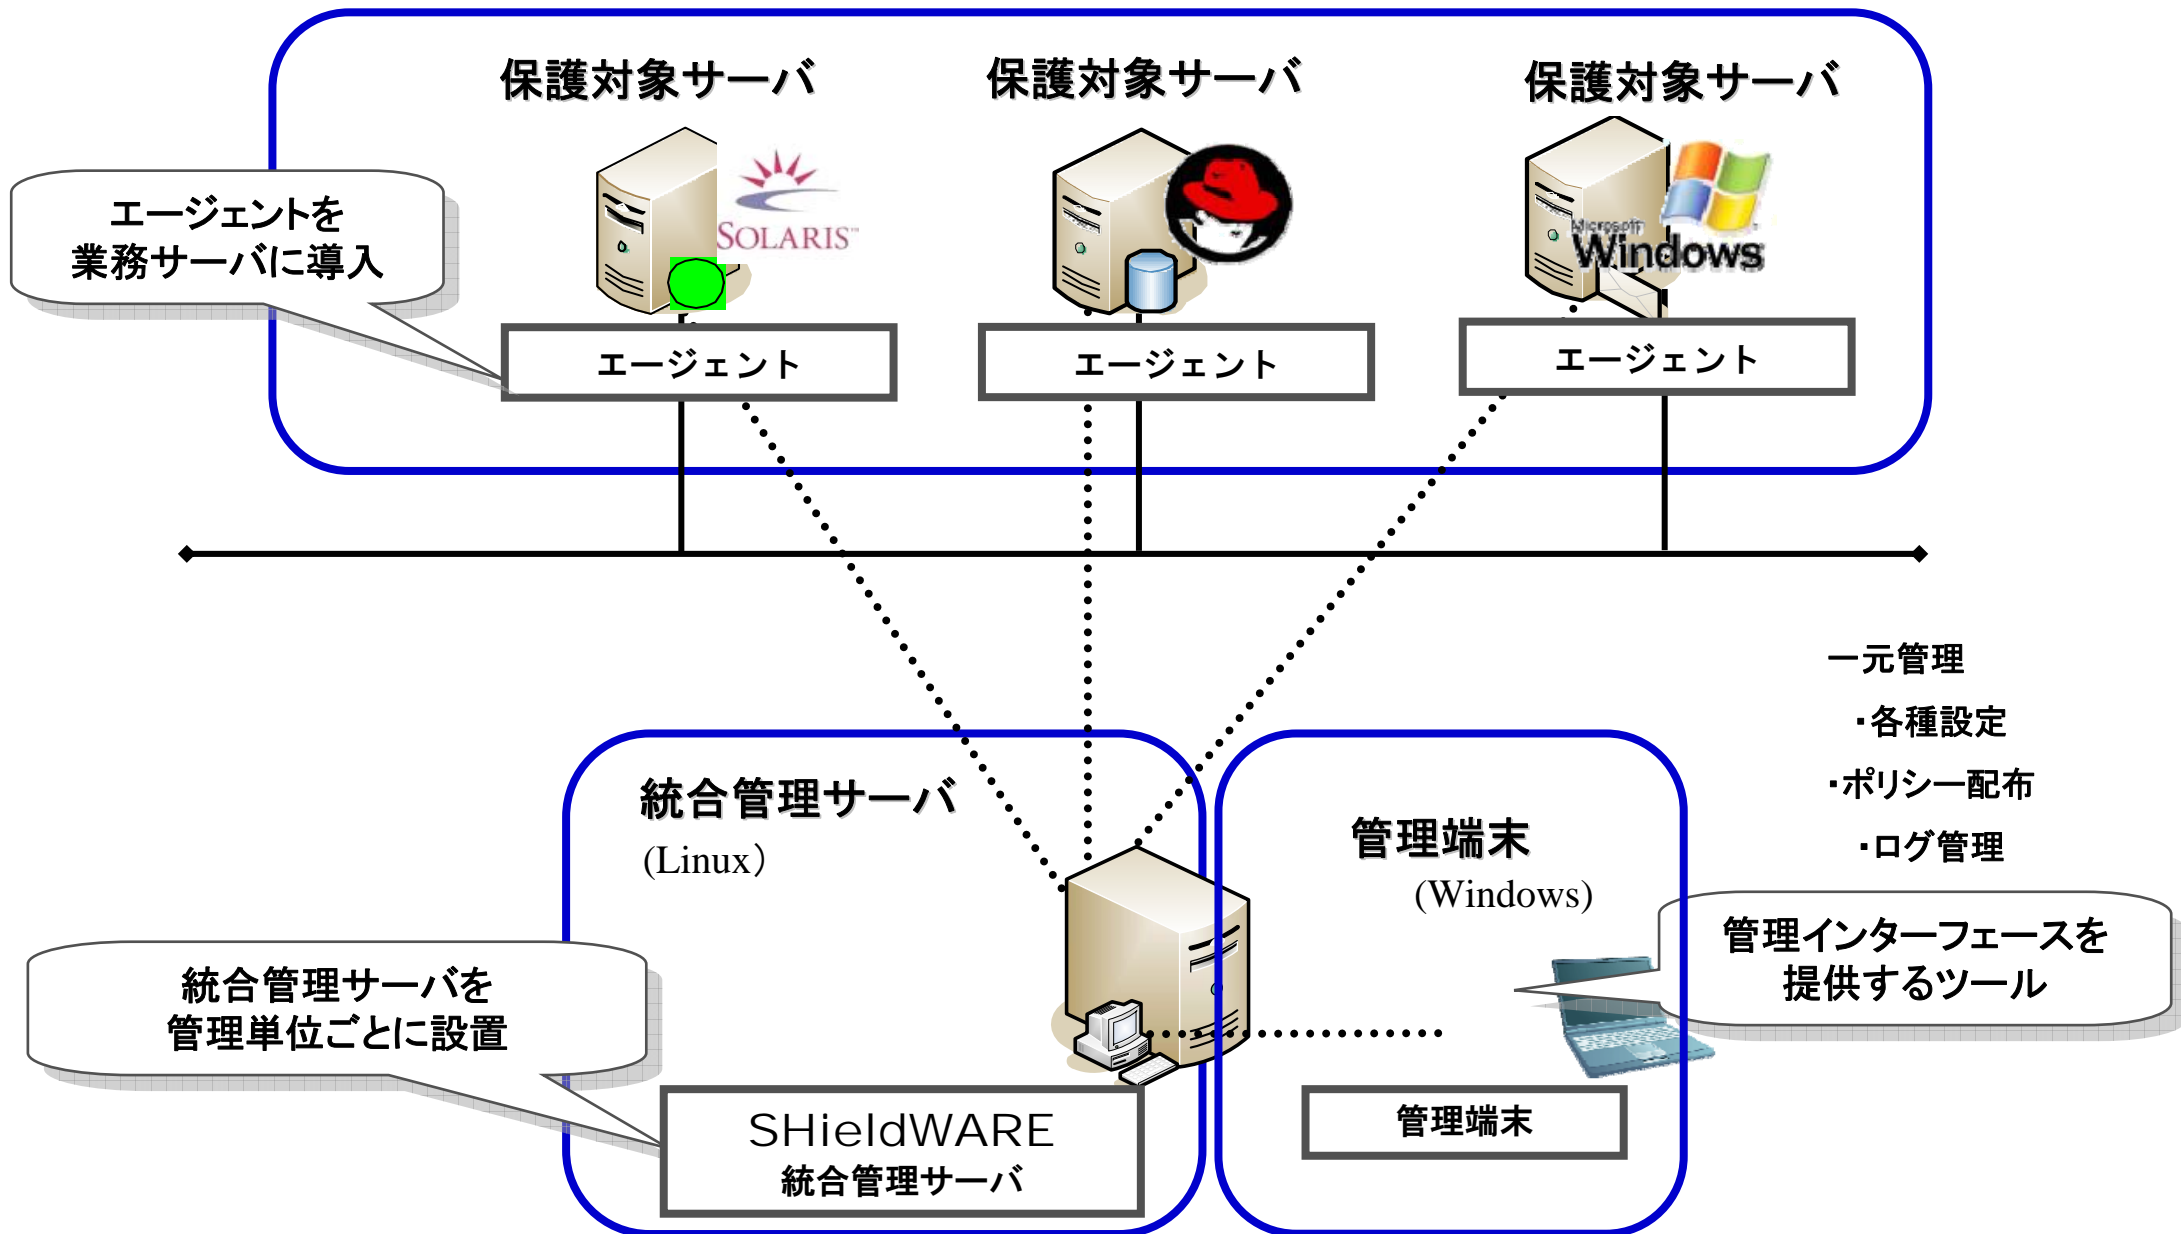 保護対象サーバ
保護対象サーバ
保護対象サーバ
エージェントを
業務サーバに導入
SOLARIS™
Microsoft
Windows
エージェント
エージェント
エージェント
一元管理
・各種設定
・ポリシー配布
・ログ管理
統合管理サーバ
(Linux）
管理端末
(Windows)
管理インターフェースを
提供するツール
統合管理サーバを
管理単位ごとに設置
SHieldWARE
統合管理サーバ
管理端末